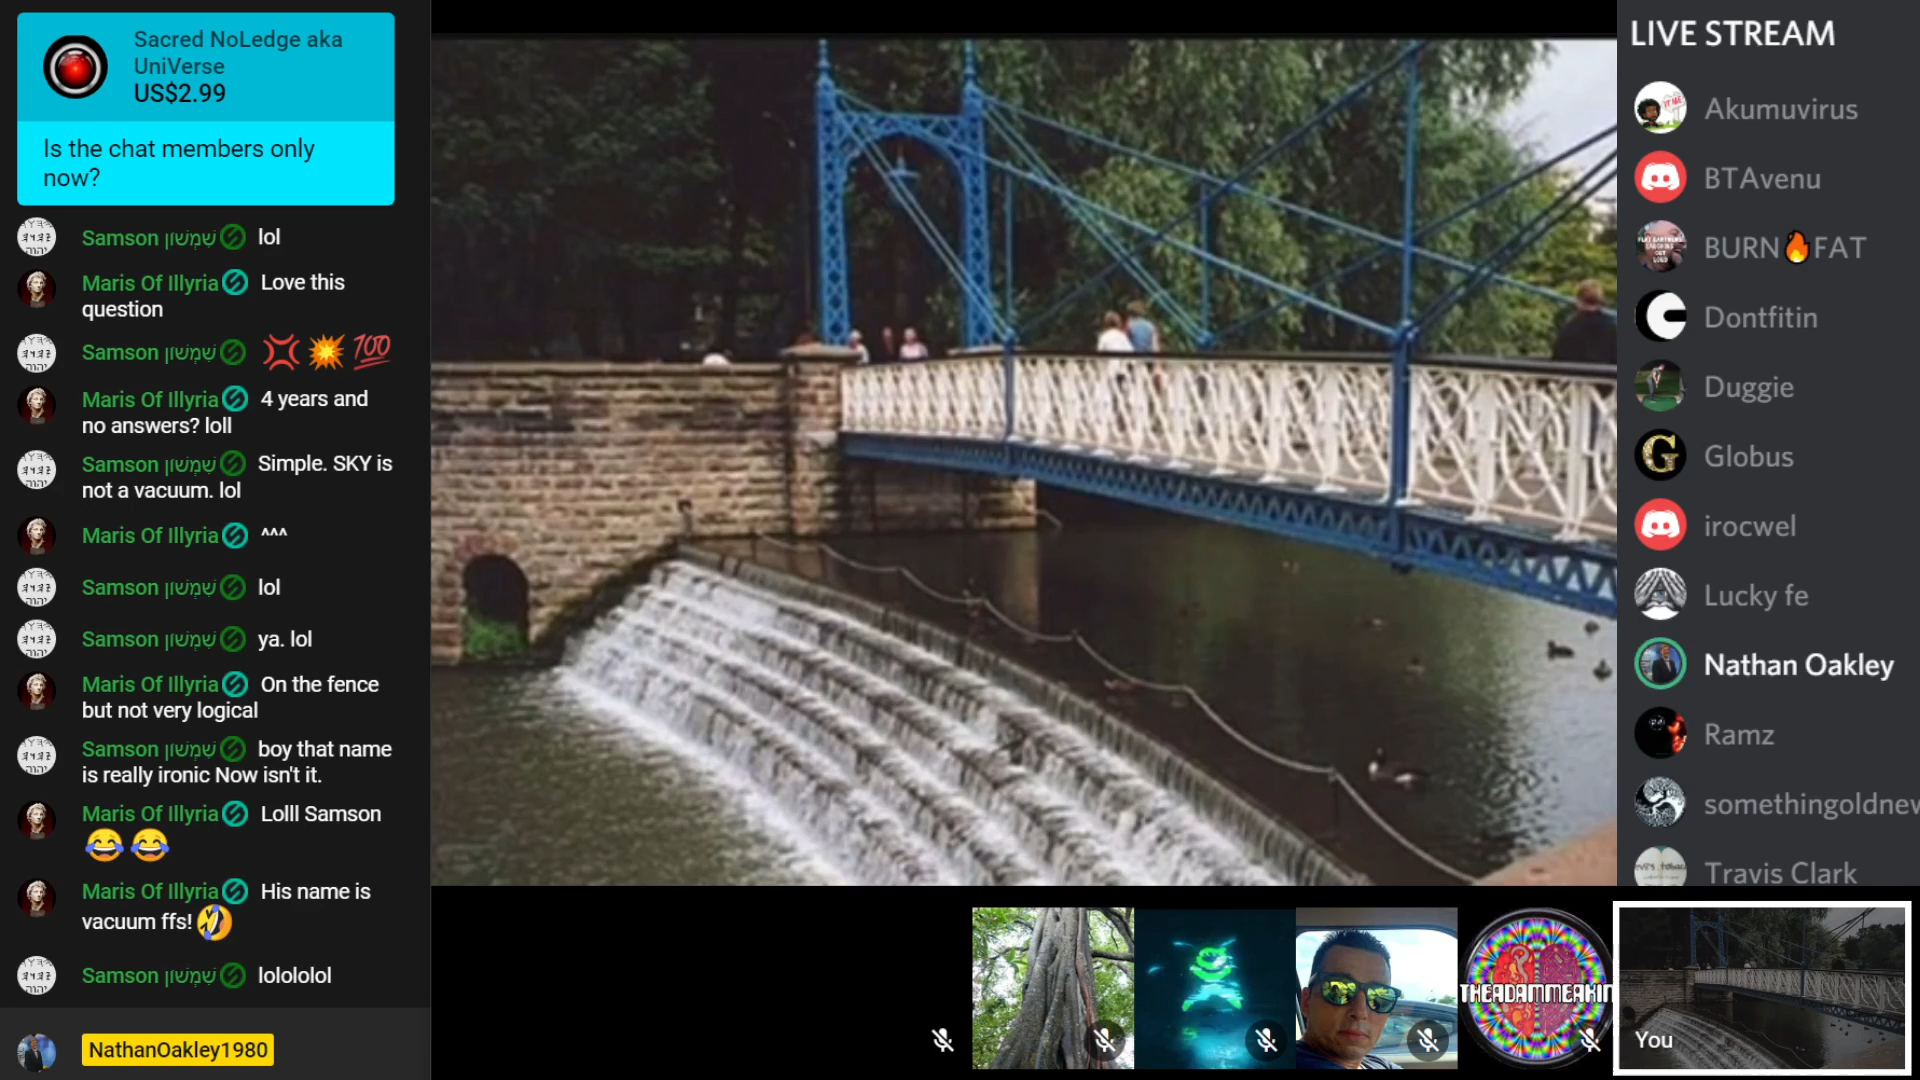 Sacred NoLedge aka
UniVerse
US$2.99
Is the chat members only
now?
Samson שִׁמְשׁוֹן lol
Maris Of Illyria Love this
question
Samson שִׁמְשׁוֹן 💢 💥 💯
Maris Of Illyria 4 years and
no answers? loll
Samson שִׁמְשׁוֹן Simple. SKY is
not a vacuum. lol
Maris Of Illyria ^^^
Samson שִׁמְשׁוֹן lol
Samson שִׁמְשׁוֹן ya. lol
Maris Of Illyria On the fence
but not very logical
Samson שִׁמְשׁוֹן boy that name
is really ironic Now isn't it.
Maris Of Illyria Lolll Samson
😂 😂
Maris Of Illyria His name is
vacuum ffs! 🤣
Samson שִׁמְשׁוֹן lolololol
NathanOakley1980
LIVE STREAM
Akumuvirus
BTAvenu
BURN🔥FAT
Dontfitin
Duggie
Globus
irocwel
Lucky fe
Nathan Oakley
Ramz
somethingoldnew
Travis Clark
THEADAMMEAKIN
You